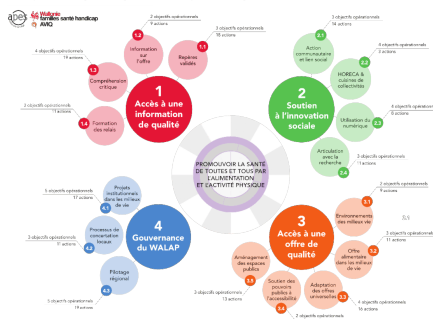 apes
Wallonie
familles santé handicap
AVIQ
2 objectifs opérationnels
9 actions
1.2
Information
sur
l'offre
3 objectifs opérationnels
18 actions
1.1
Repères
validés
4 objectifs opérationnels
19 actions
1.3
Compréhension
critique
1
Accès à une
information
de qualité
3 objectifs opérationnels
11 actions
1.4
Formation
des relais
3 objectifs opérationnels
14 actions
2.1
Action
communautaire
et lien social
2.2
HORECA &
cuisines de
collectivités
objectifs opérationnels
2 actions
2
Soutien
à l'innovation
sociale
4 objectifs opérationnels
8 actions
2.3
Utilisation du
numérique
Articulation
avec la
recherche
2.4
3 objectifs opérationnels
11 actions
PROMOUVOIR LA SANTÉ
DE TOUTES ET TOUS PAR
L'ALIMENTATION
ET L'ACTIVITÉ PHYSIQUE
2 objectifs opérationnels
9 actions
3.1
Environnements
des milieux vie
3
Accès à une
offre de
qualité
3.2
Offre
alimentaire
dans les milieux
de vie
3 objectifs opérationnels
11 actions
Adaptation
des offres
universelles
3.3
4 objectifs opérationnels
16 actions
Soutien des
pouvoirs
publics à
l'accessibilité
3.4
2 objectifs opérationnels
Aménagement
des espaces
publics
3.5
3 objectifs opérationnels
13 actions
4
Gouvernance
du WALAP
Projets
institutionnels
dans les milieux
de vie
4.1
5 objectifs opérationnels
17 actions
Processus de
concertation
locaux
4.2
2 objectifs opérationnels
11 actions
Pilotage
régional
4.3
5 objectifs opérationnels
19 actions